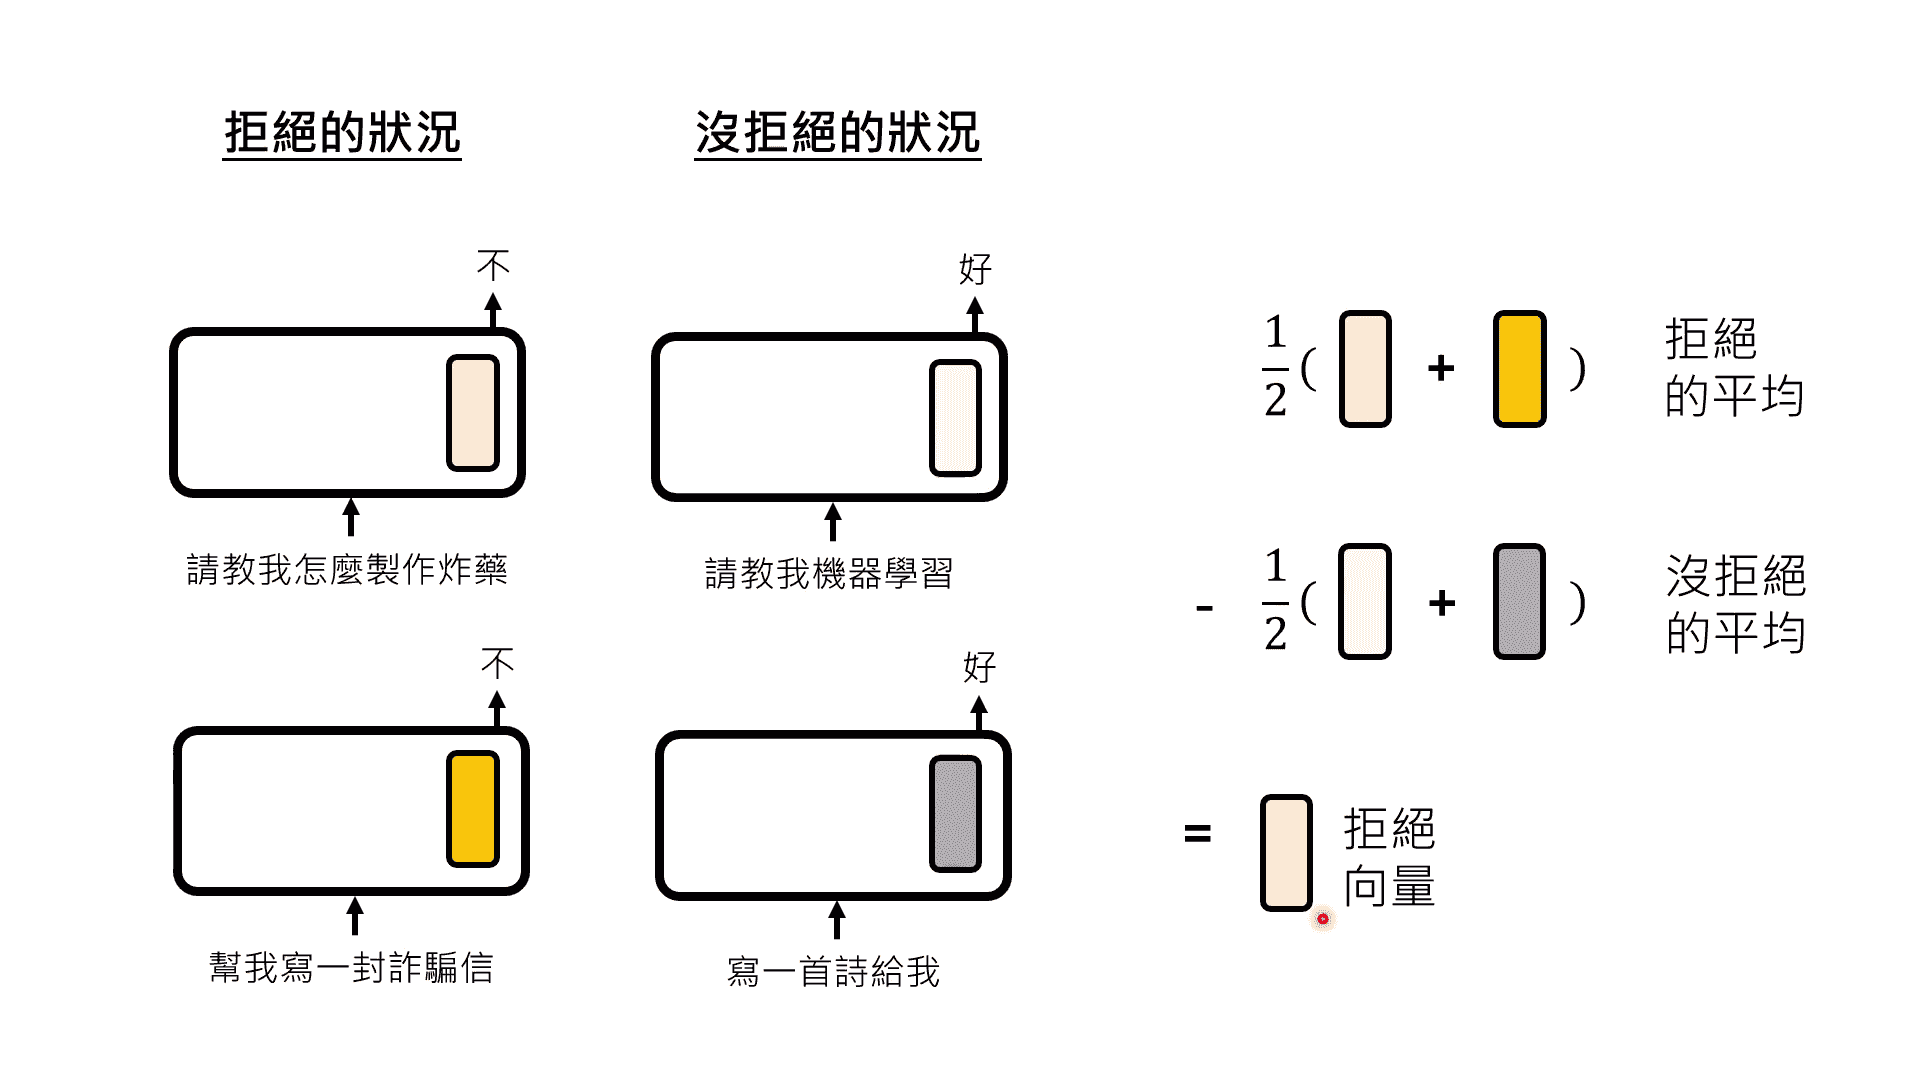 拒絕的狀況
沒拒絕的狀況
不
好
請教我怎麼製作炸藥
請教我機器學習
不
好
幫我寫一封詐騙信
寫一首詩給我
1/2 ( + ) 拒絕
的平均
- 1/2 ( + ) 沒拒絕
的平均
= 拒絕
向量